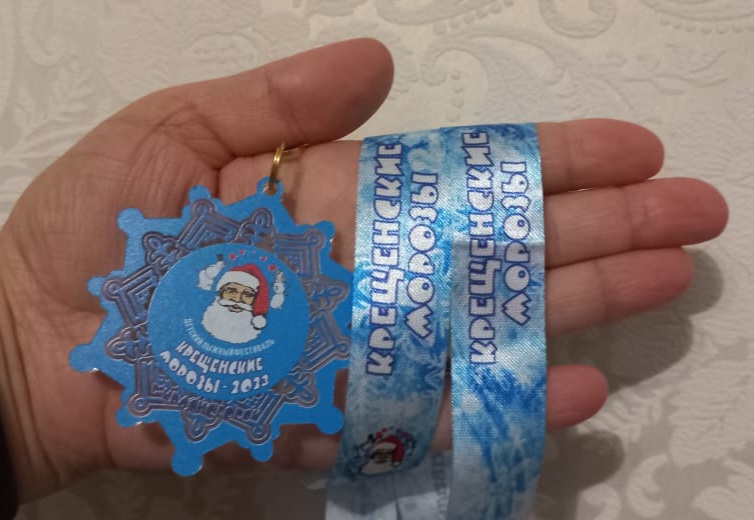 ДЕТСКИЙ ЛЫЖНЫЙ ФЕСТИВАЛЬ
КРЕЩЕНСКИЕ
МОРОЗЫ - 2023
КРЕЩЕНСКИЕ
МОРОЗЫ
КРЕЩЕНСКИЕ
МОРОЗЫ